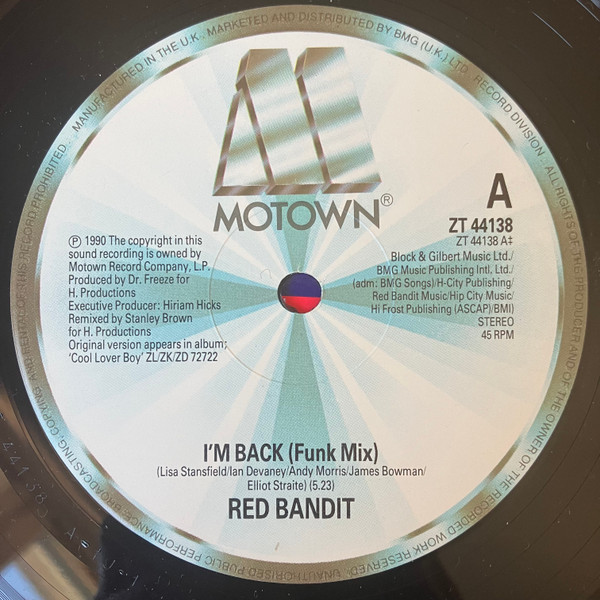 MANUFACTURED IN THE U.K. MARKETED AND DISTRIBUTED BY BMG (U.K.) LTD. RECORD DIVISION. ALL RIGHTS OF THE PRODUCER AND OF THE OWNER OF THE RECORDED WORK RESERVED. UNAUTHORISED PUBLIC PERFORMANCE, BROADCASTING, COPYING AND RENTAL OF THIS RECORD PROHIBITED.
M
MOTOWN®
A
ZT 44138
ZT 44138 A‡
℗ 1990 The copyright in this
sound recording is owned by
Motown Record Company, L.P.
Produced by Dr. Freeze for
H. Productions
Executive Producer: Hiriam Hicks
Remixed by Stanley Brown
for H. Productions
Original version appears in album;
'Cool Lover Boy' ZL/ZK/ZD 72722
Block & Gilbert Music Ltd./
BMG Music Publishing Intl. Ltd./
(adm. BMG Songs)/H-City Publishing/
Red Bandit Music/Hip City Music/
Hi Frost Publishing (ASCAP)/BMI)
STEREO
45 RPM
I'M BACK (Funk Mix)
(Lisa Stansfield/Ian Devaney/Andy Morris/James Bowman/
Elliot Straite) (5.23)
RED BANDIT